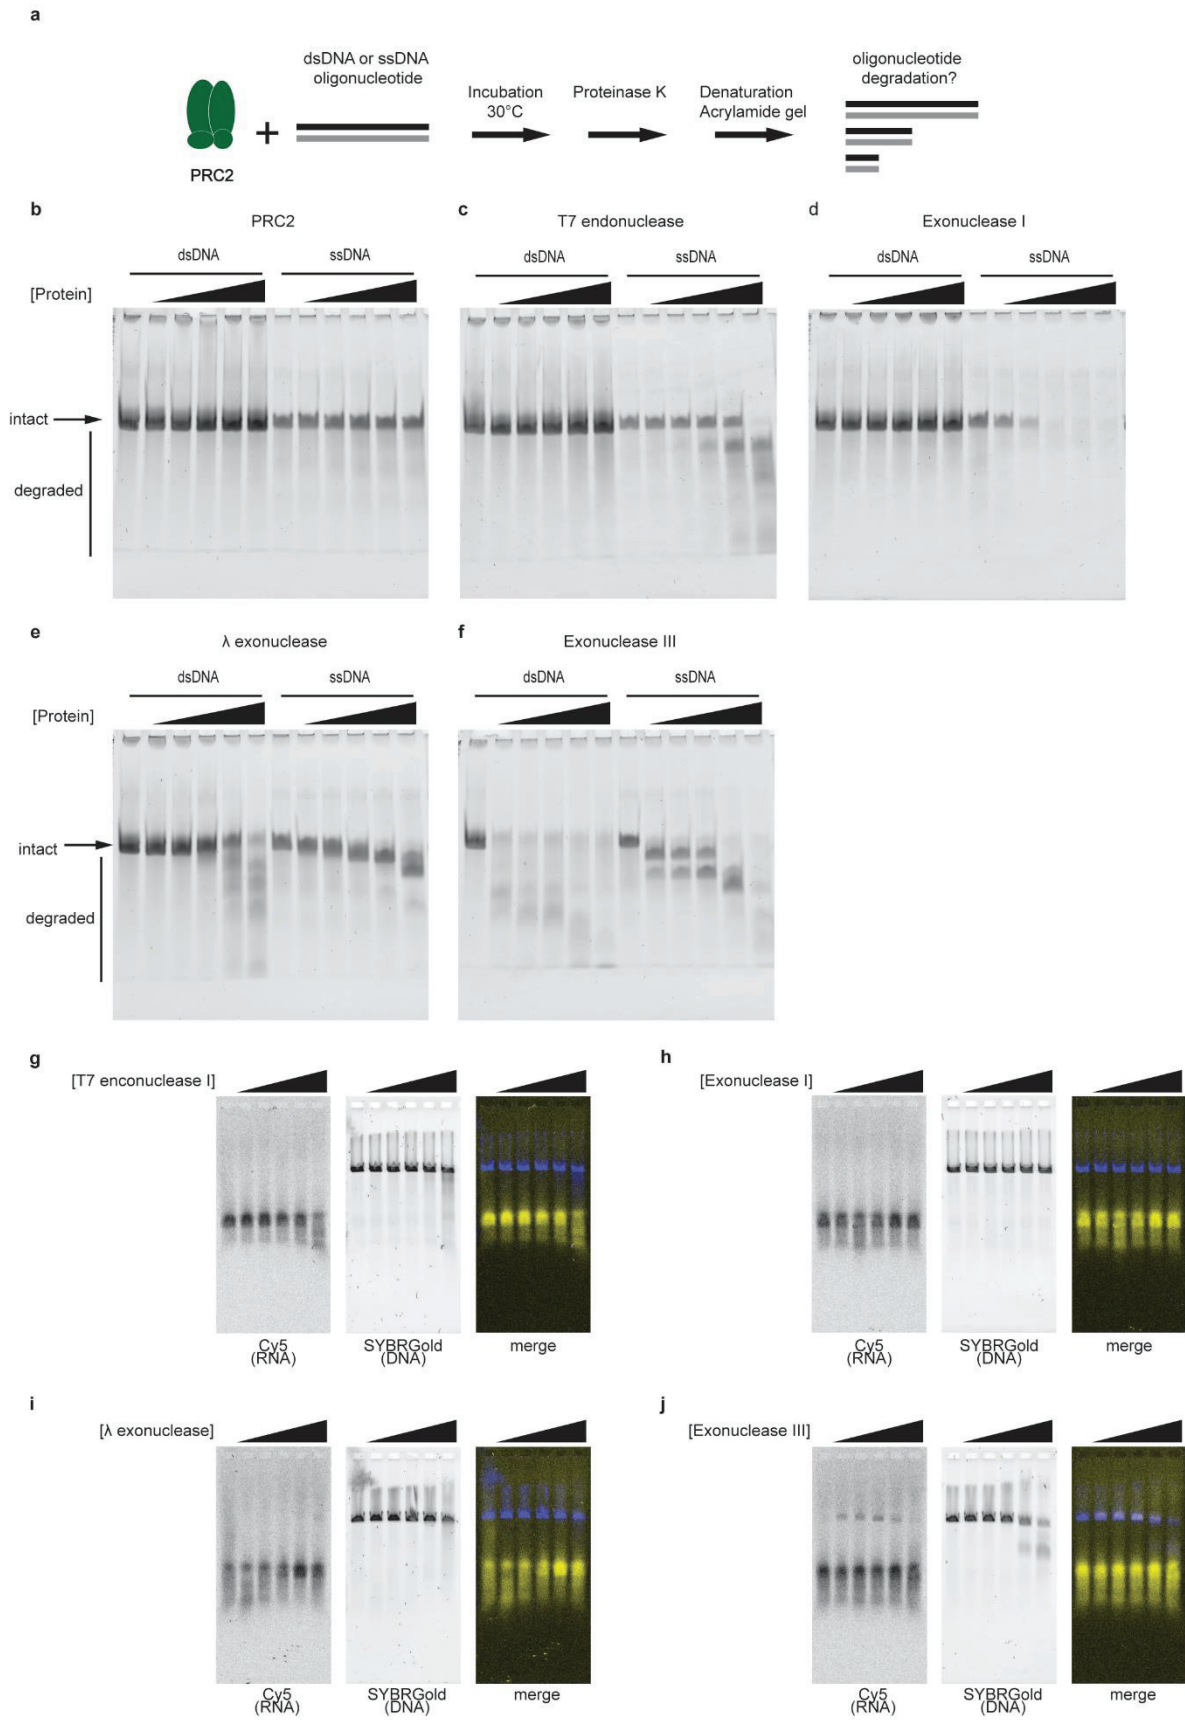 a
dsDNA or ssDNA
oligonucleotide
Incubation
30°C
Proteinase K
Denaturation
Acrylamide gel
oligonucleotide
degradation?
+
PRC2
b
PRC2
dsDNA
ssDNA
[Protein]
intact
degraded
c
T7 endonuclease
dsDNA
ssDNA
d
Exonuclease I
dsDNA
ssDNA
e
λ exonuclease
dsDNA
ssDNA
[Protein]
intact
degraded
f
Exonuclease III
dsDNA
ssDNA
g
[T7 enconuclease I]
Cy5
(RNA)
SYBRGold
(DNA)
merge
h
[Exonuclease I]
Cy5
(RNA)
SYBRGold
(DNA)
merge
i
[λ exonuclease]
Cy5
(RNA)
SYBRGold
(DNA)
merge
j
[Exonuclease III]
Cy5
(RNA)
SYBRGold
(DNA)
merge